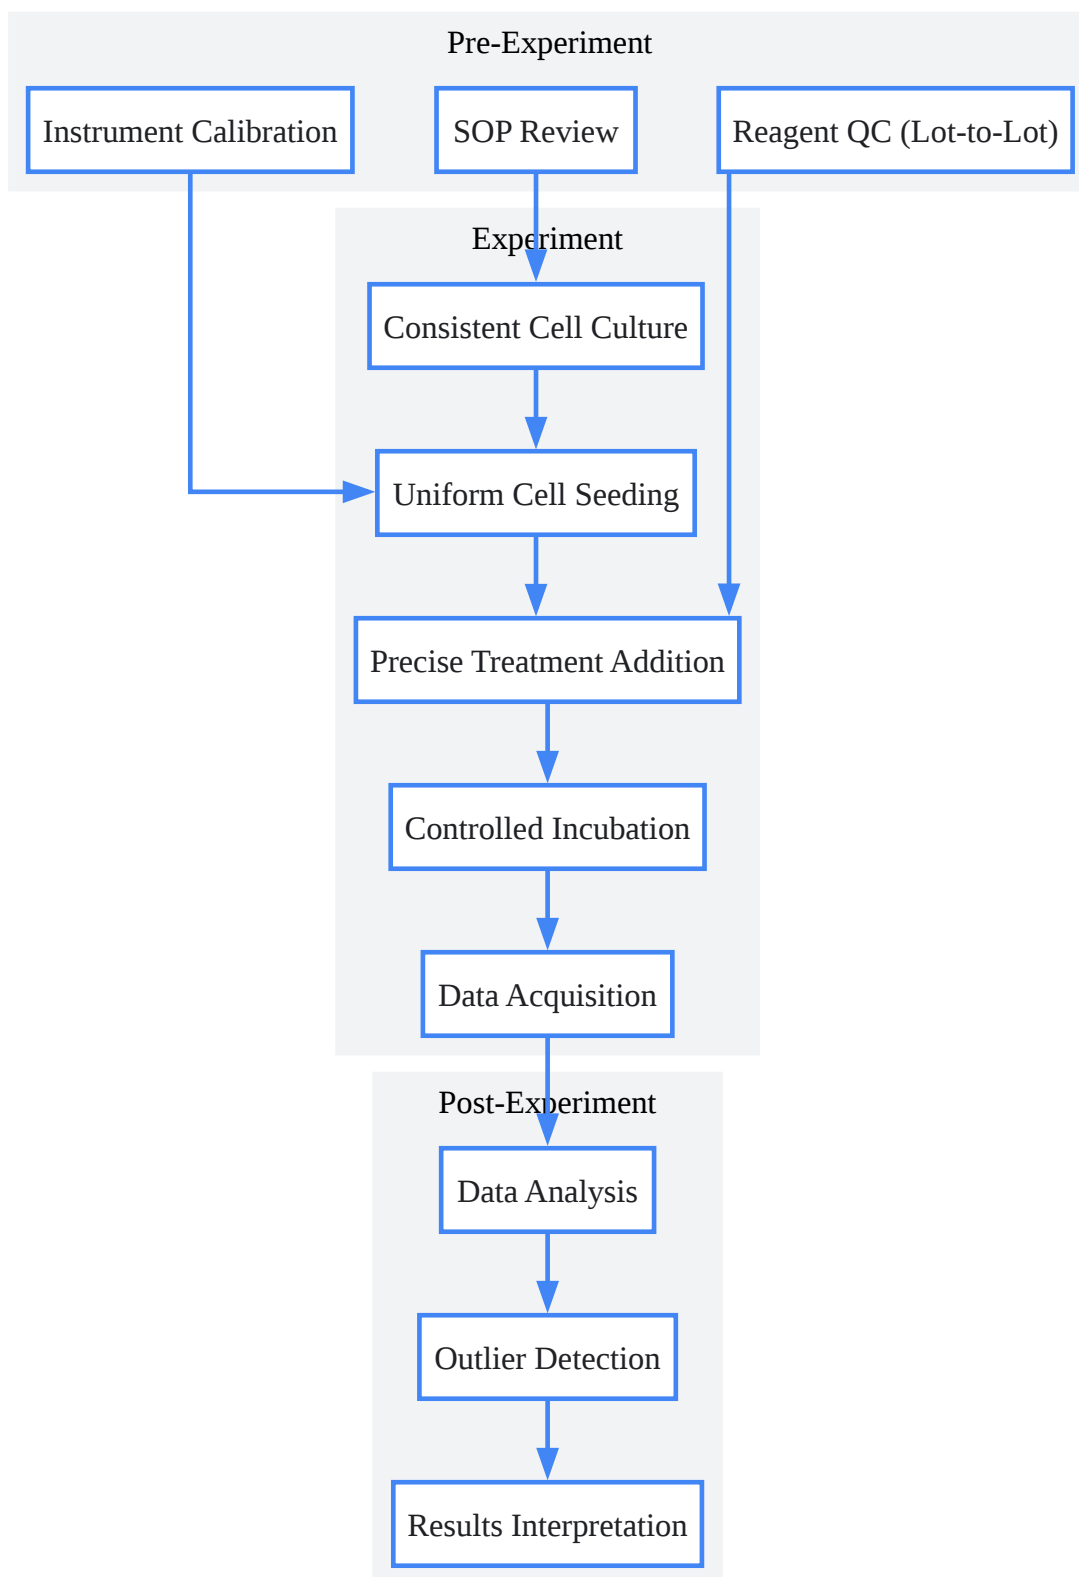 Pre-Experiment
Instrument Calibration
SOP Review
Reagent QC (Lot-to-Lot)
Experiment
Consistent Cell Culture
Uniform Cell Seeding
Precise Treatment Addition
Controlled Incubation
Data Acquisition
Post-Experiment
Data Analysis
Outlier Detection
Results Interpretation